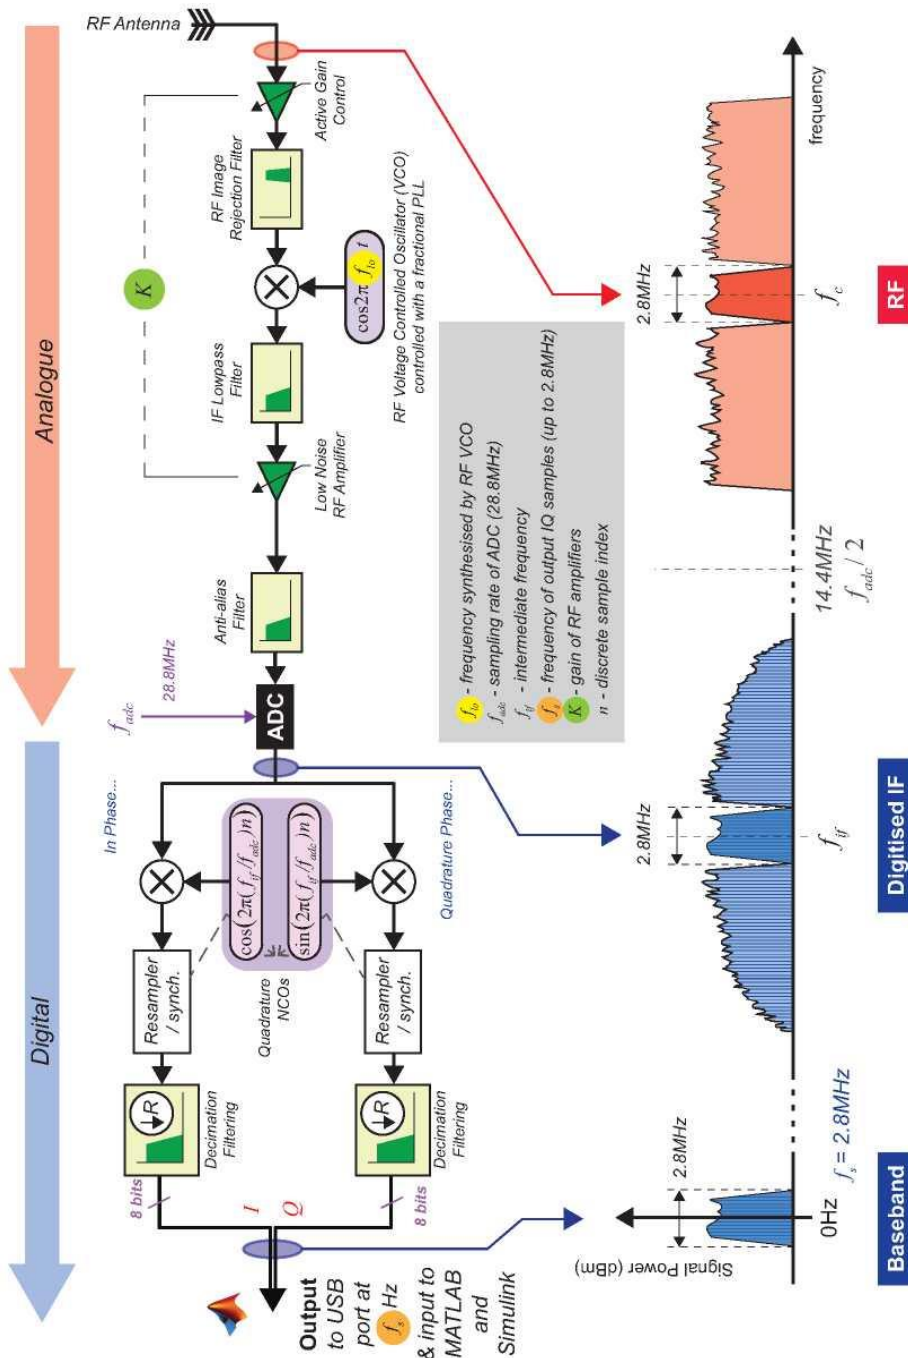 Analogue
Digital
RF Antenna
Active Gain
Control
RF Image
Rejection Filter
K
cos2π f_lo t
RF Voltage Controlled Oscillator (VCO)
controlled with a fractional PLL
IF Lowpass
Filter
Low Noise
RF Amplifier
Anti-alias
Filter
f_adc
28.8MHz
ADC
In Phase...
Quadrature Phase...
cos(2π(f_if/f_adc)n)
sin(2π(f_if/f_adc)n)
Quadrature
NCOs
Resampler
/ synch.
Resampler
/ synch.
R
Decimation
Filtering
R
Decimation
Filtering
8 bits
8 bits
I
Q
Output
to USB
port at
f_s Hz
& input to
MATLAB
and
Simulink
f_lo - frequency synthesised by RF VCO
f_adc - sampling rate of ADC (28.8MHz)
f_if - intermediate frequency
f_s - frequency of output IQ samples (up to 2.8MHz)
K - gain of RF amplifiers
n - discrete sample index
Signal Power (dBm)
2.8MHz
0Hz
f_s = 2.8MHz
2.8MHz
f_if
14.4MHz
f_adc/2
2.8MHz
f_c
frequency
Baseband
Digitised IF
RF